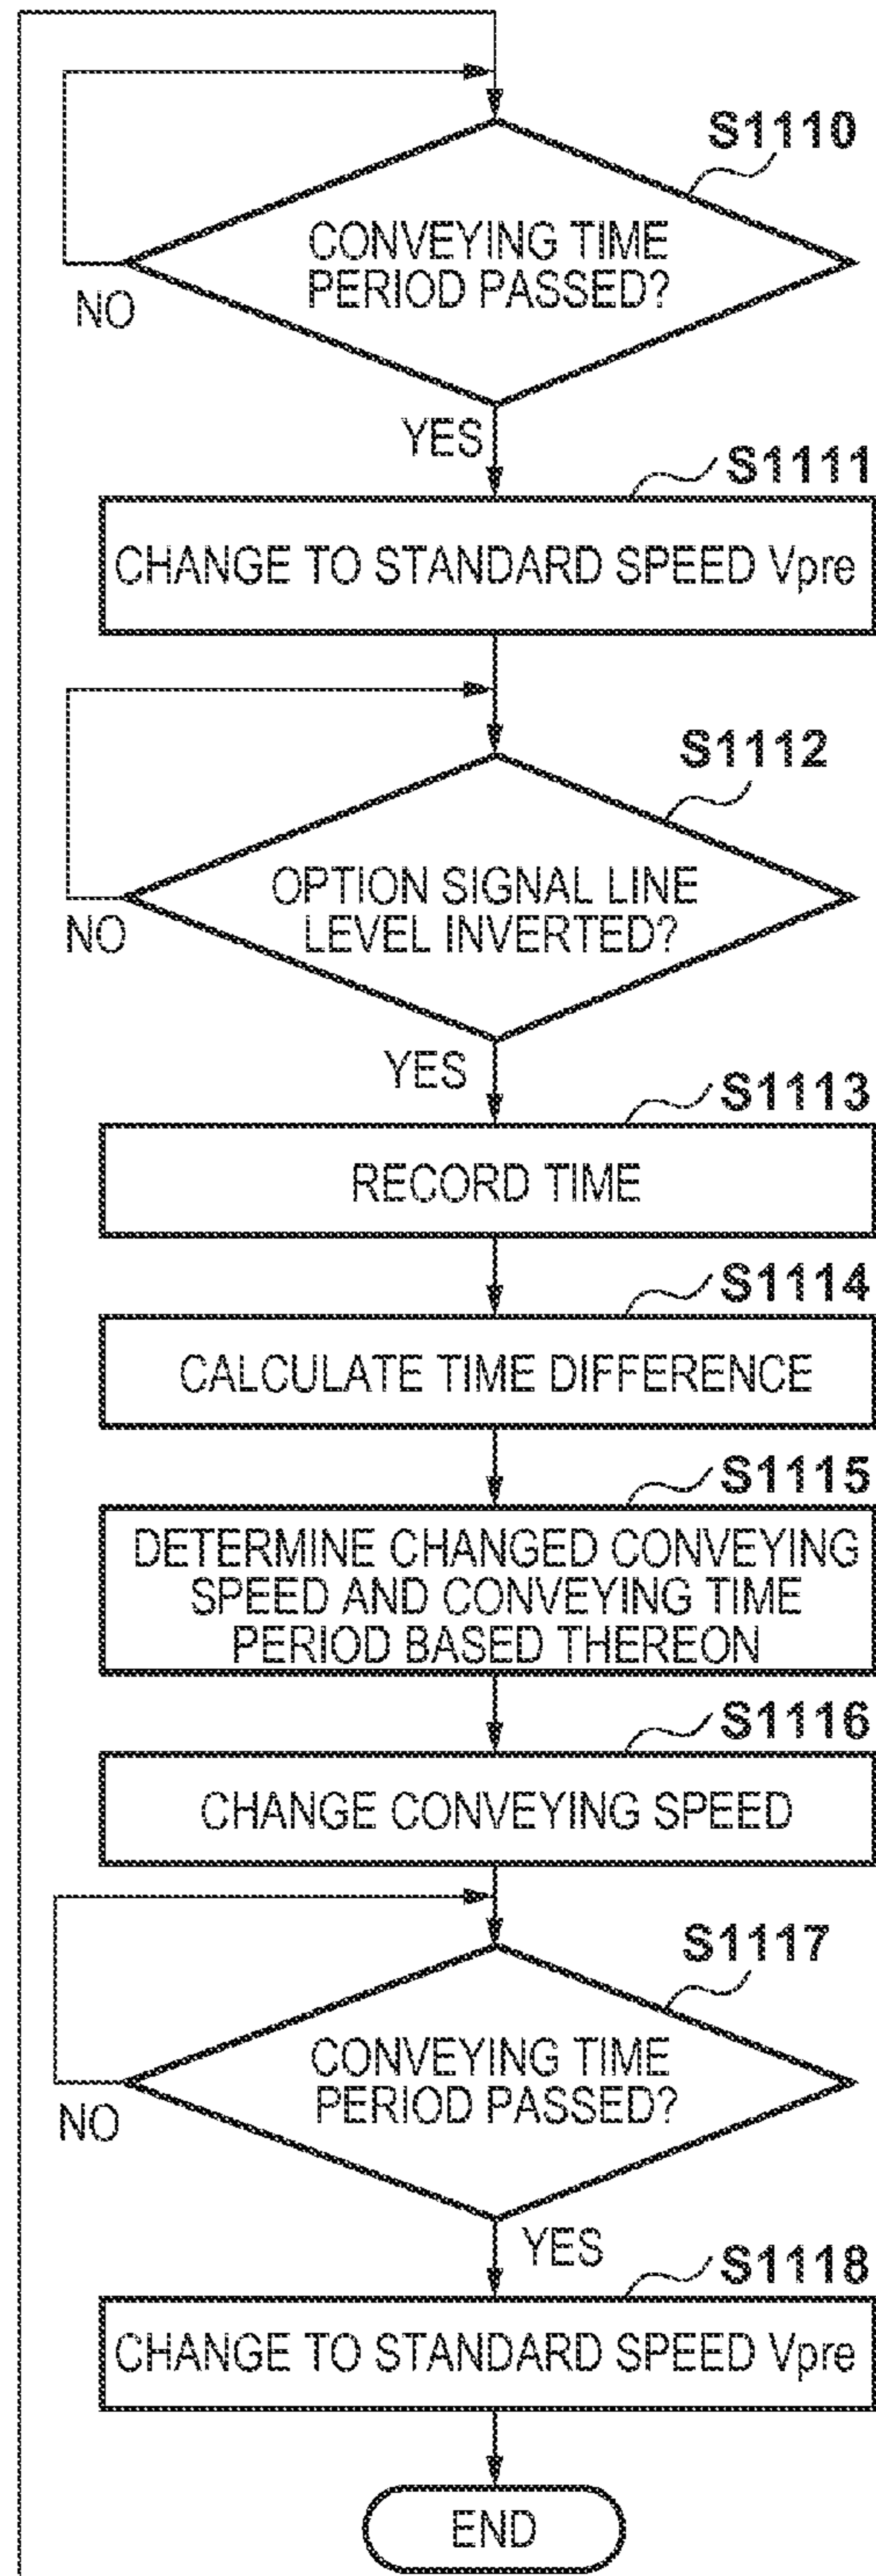 S1110
CONVEYING TIME
PERIOD PASSED?
NO
YES
S1111
CHANGE TO STANDARD SPEED Vpre
S1112
OPTION SIGNAL LINE
LEVEL INVERTED?
NO
YES
S1113
RECORD TIME
S1114
CALCULATE TIME DIFFERENCE
S1115
DETERMINE CHANGED CONVEYING
SPEED AND CONVEYING TIME
PERIOD BASED THEREON
S1116
CHANGE CONVEYING SPEED
S1117
CONVEYING TIME
PERIOD PASSED?
NO
YES
S1118
CHANGE TO STANDARD SPEED Vpre
END